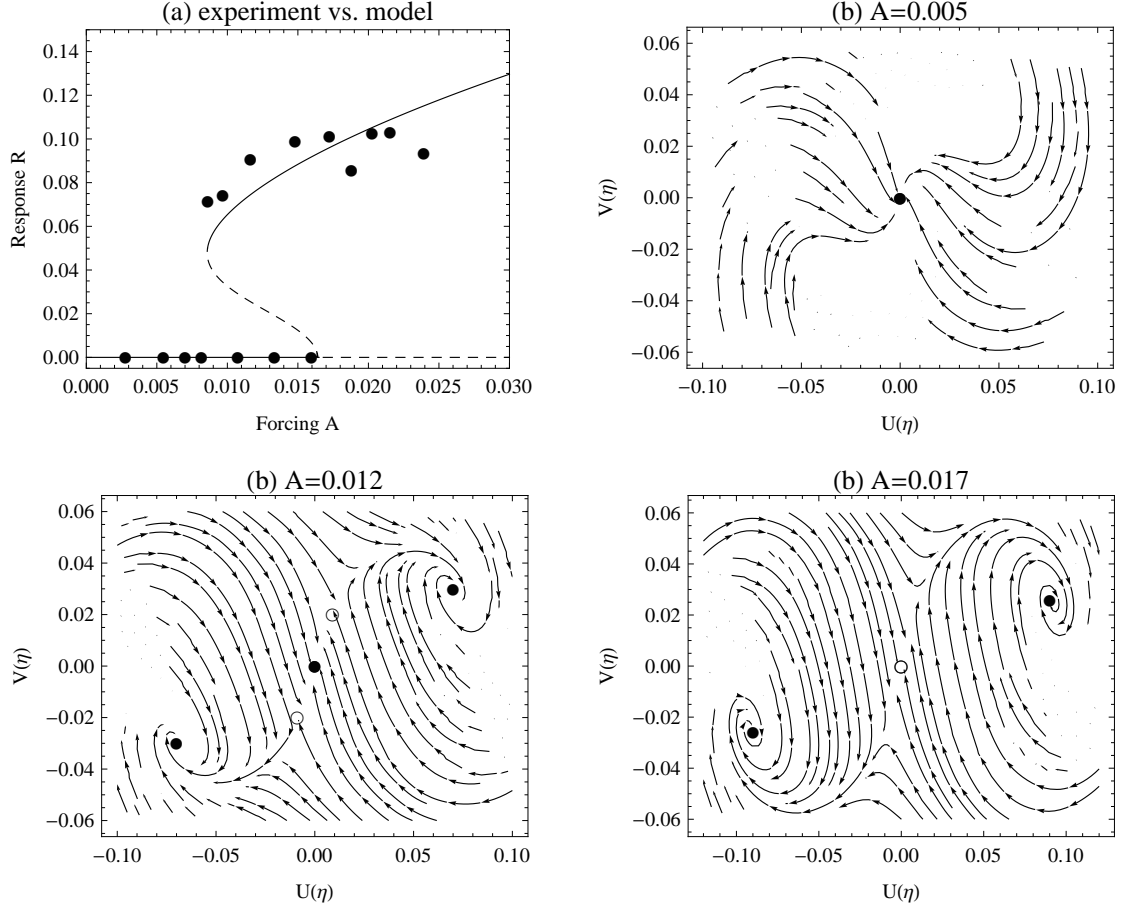 (a) experiment vs. model
0.14
0.12
0.10
0.08
0.06
0.04
0.02
0.00
Response R
0.000 0.005 0.010 0.015 0.020 0.025 0.030
Forcing A
(b) A=0.005
0.06
0.04
0.02
0.00
−0.02
−0.04
−0.06
V(η)
−0.10 −0.05 0.00 0.05 0.10
U(η)
(b) A=0.012
0.06
0.04
0.02
0.00
−0.02
−0.04
−0.06
V(η)
−0.10 −0.05 0.00 0.05 0.10
U(η)
(b) A=0.017
0.06
0.04
0.02
0.00
−0.02
−0.04
−0.06
V(η)
−0.10 −0.05 0.00 0.05 0.10
U(η)